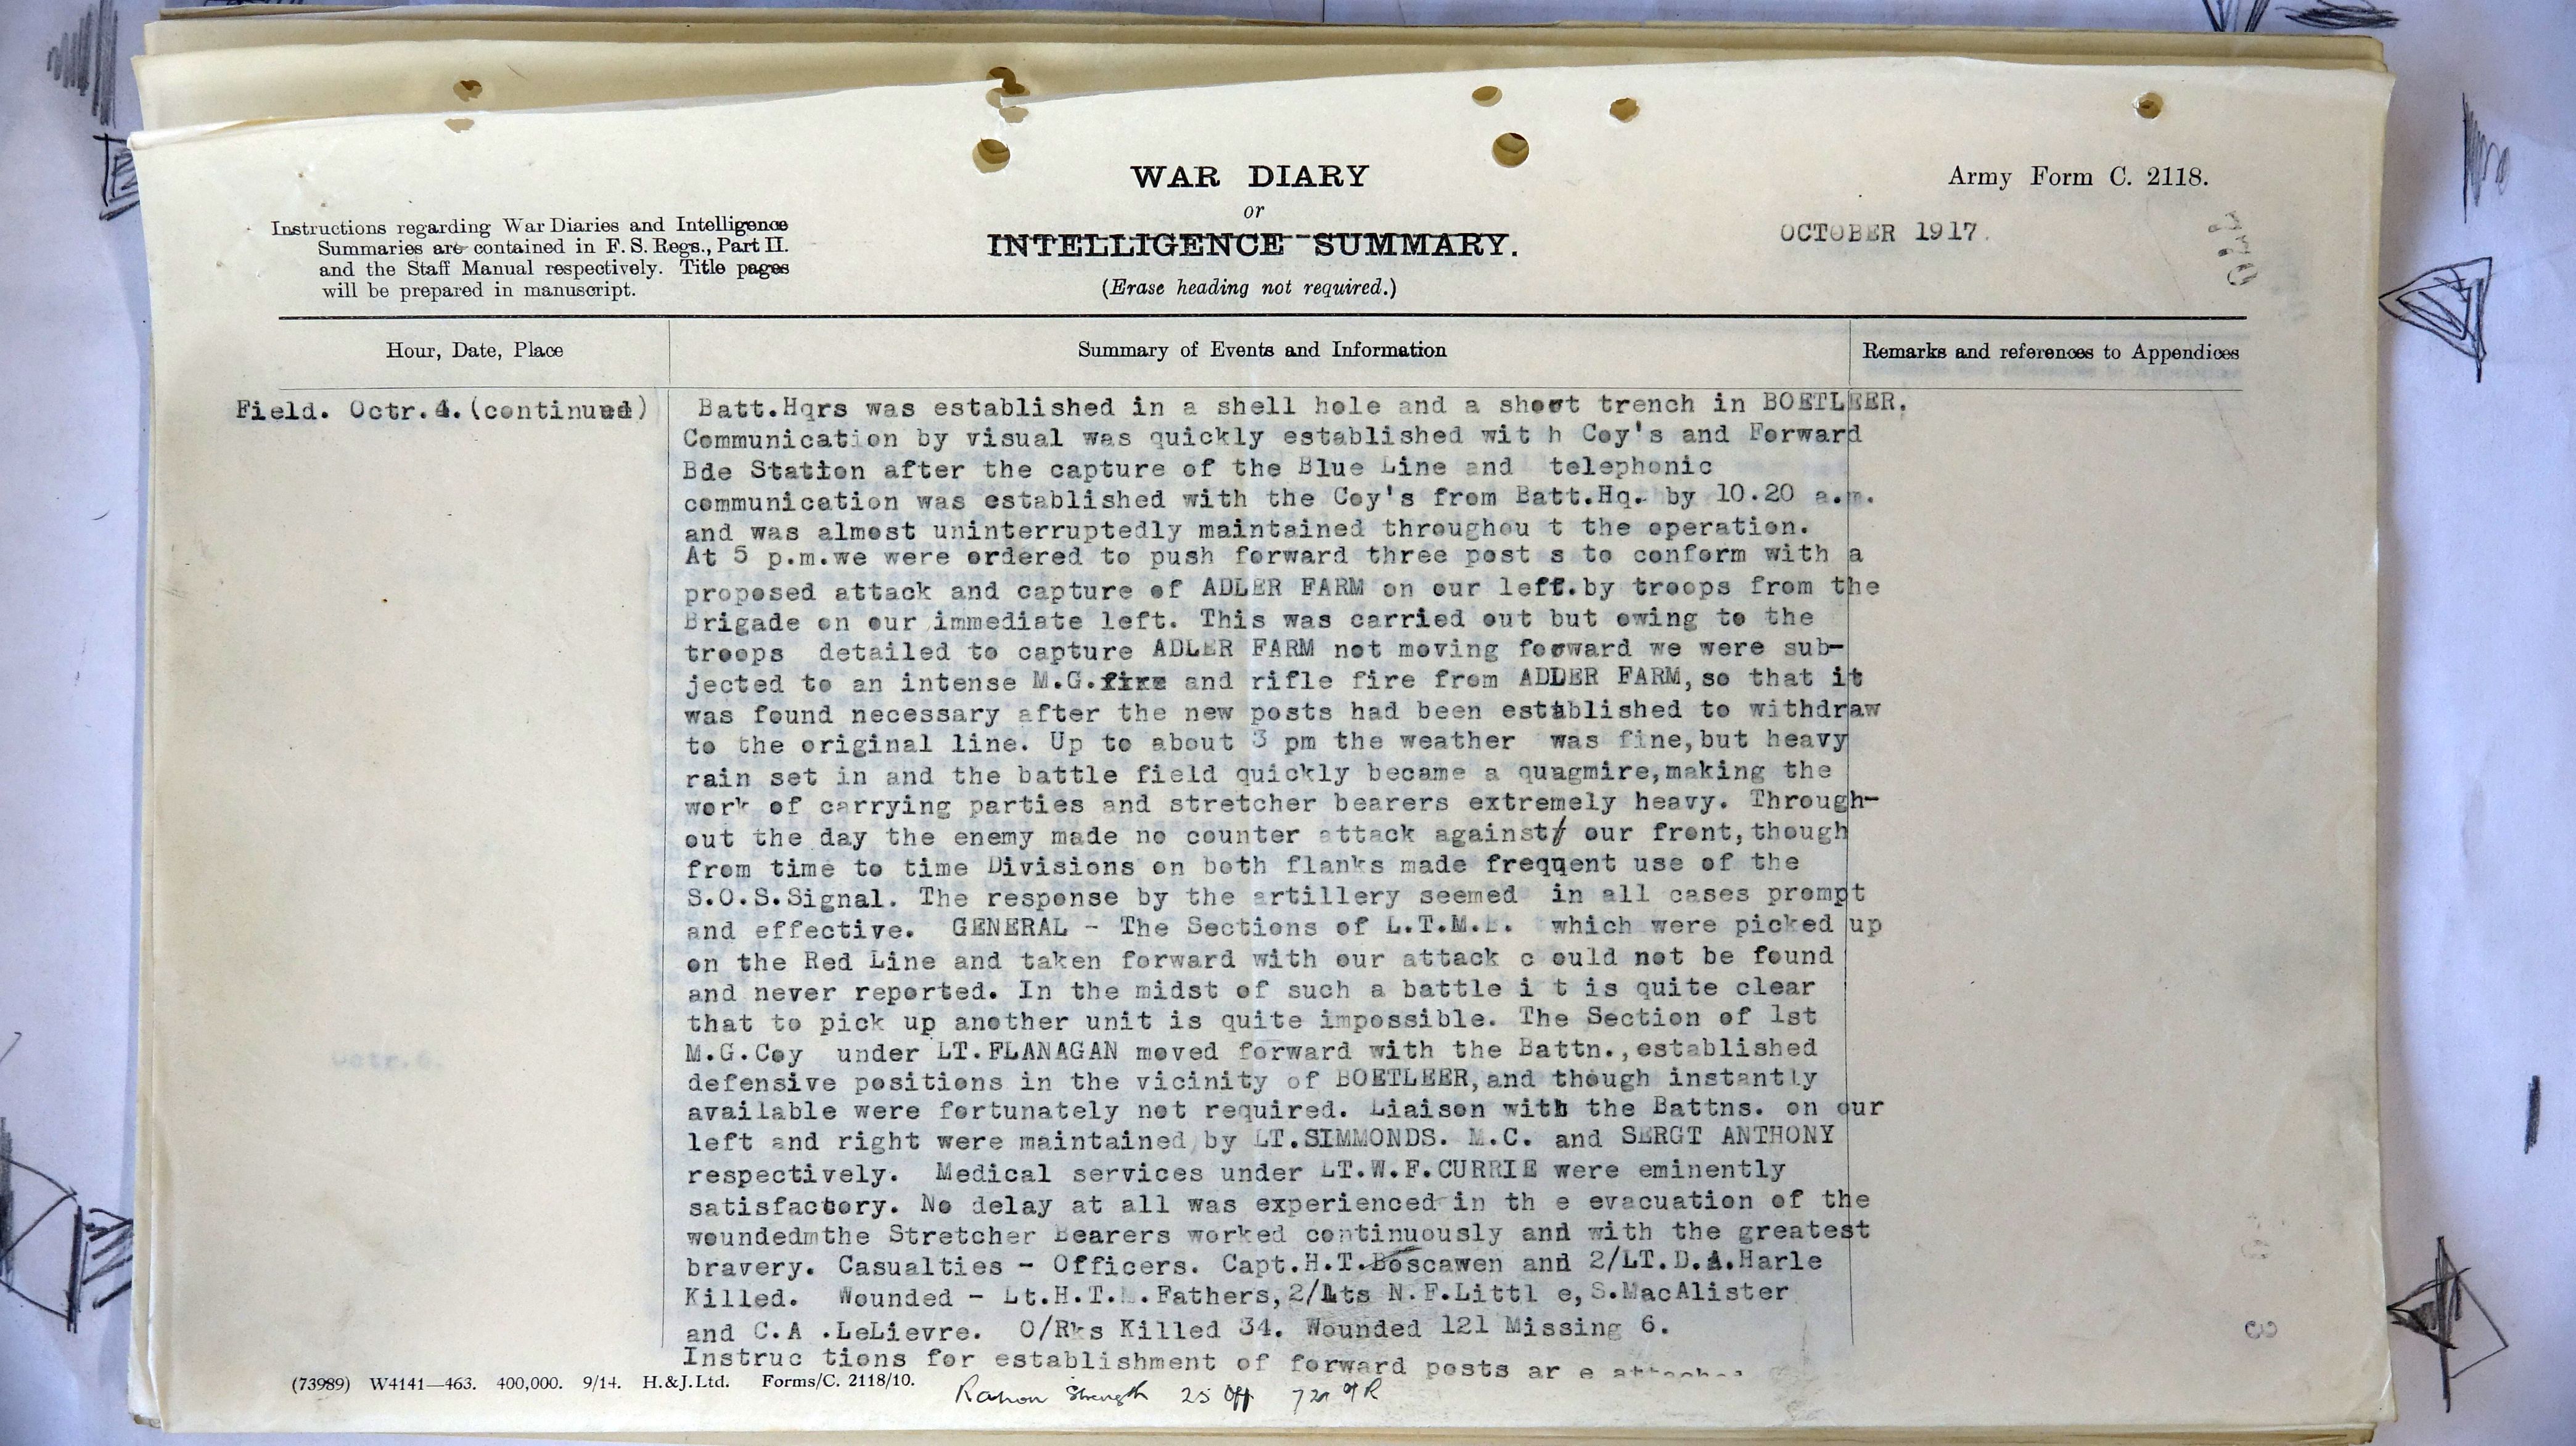 WAR DIARY
or
INTELLIGENCE SUMMARY.
(Erase heading not required.)
Army Form C. 2118.
OCTOBER 1917.
Instructions regarding War Diaries and Intelligence
Summaries are contained in F. S. Regs., Part II.
and the Staff Manual respectively. Title pages
will be prepared in manuscript.
Hour, Date, Place
Summary of Events and Information
Remarks and references to Appendices
Field. Octr.4.(continued)
Batt.Hqrs was established in a shell hole and a short trench in BOETLEER.
Communication by visual was quickly established wit h Coy's and Forward
Bde Station after the capture of the Blue Line and telephonic
communication was established with the Coy's from Batt.Hq. by 10.20 a.m.
and was almost uninterruptedly maintained throughou t the operation.
At 5 p.m.we were ordered to push forward three post s to conform with a
proposed attack and capture of ADLER FARM on our left.by troops from the
Brigade on our immediate left. This was carried out but owing to the
troops detailed to capture ADLER FARM not moving forward we were sub-
jected to an intense M.G.fire and rifle fire from ADLER FARM,so that it
was found necessary after the new posts had been established to withdraw
to the original line. Up to about 3 pm the weather was fine,but heavy
rain set in and the battle field quickly became a quagmire,making the
work of carrying parties and stretcher bearers extremely heavy. Through-
out the day the enemy made no counter attack against our front,though
from time to time Divisions on both flanks made frequent use of the
S.O.S.Signal. The response by the artillery seemed in all cases prompt
and effective. GENERAL - The Sections of L.T.M.B. which were picked up
on the Red Line and taken forward with our attack c ould not be found
and never reported. In the midst of such a battle i t is quite clear
that to pick up another unit is quite impossible. The Section of 1st
M.G.Coy under LT.FLANAGAN moved forward with the Battn.,established
defensive positions in the vicinity of BOETLEER,and though instantly
available were fortunately not required. Liaison with the Battns. on our
left and right were maintained by LT.SIMMONDS. M.C. and SERGT ANTHONY
respectively. Medical services under LT.W.F.CURRIE were eminently
satisfactory. No delay at all was experienced in th e evacuation of the
woundedmthe Stretcher Bearers worked continuously and with the greatest
bravery. Casualties - Officers. Capt.H.T.Boscawen and 2/LT.D.A.Harle
Killed. Wounded - Lt.H.T. Fathers,2/Lts N.F.Littl e,S.MacAlister
and C.A .LeLievre. O/Rks Killed 34. Wounded 121 Missing 6.
Instruc tions for establishment of forward posts ar e attached
(73989) W4141—463. 400,000. 9/14. H.&J.Ltd. Forms/C. 2118/10.
Ration Strength 25 Off
Octr.6.